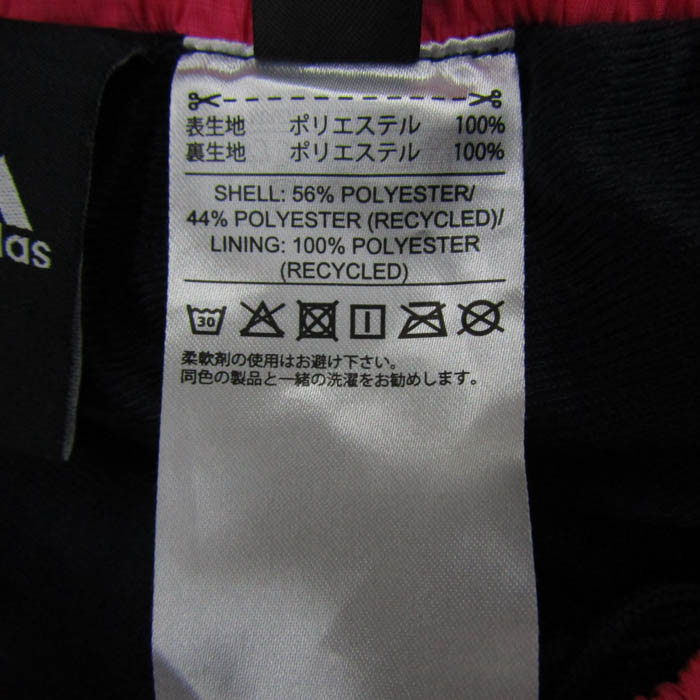 表生地 ポリエステル 100%
裏生地 ポリエステル 100%
SHELL: 56% POLYESTER/
44% POLYESTER (RECYCLED)/
LINING: 100% POLYESTER
(RECYCLED)
30
柔軟剤の使用はお避け下さい。
同色の製品と一緒の洗濯をお勧めします。
das